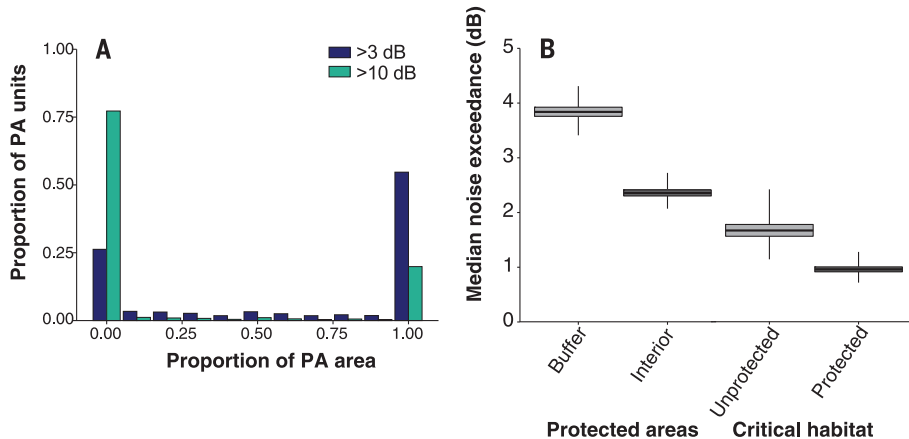 A
>3 dB
>10 dB
Proportion of PA units
1.00
0.75
0.50
0.25
0.00
0.00
0.25
0.50
0.75
1.00
Proportion of PA area
B
Median noise exceedance (dB)
5
4
3
2
1
0
Buffer
Interior
Unprotected
Protected
Protected areas
Critical habitat